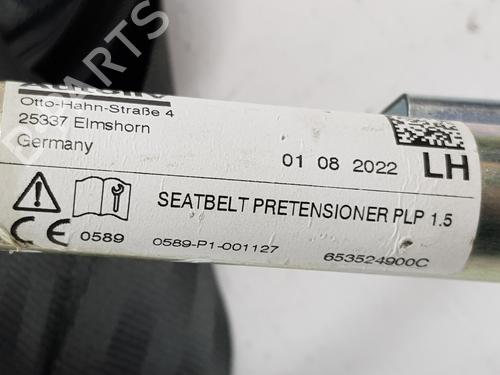 Otto-Hahn-Straße 4
25337 Elmshorn
Germany
01 08 2022 LH
SEATBELT PRETENSIONER PLP 1.5
CE 0589 0589-P1-001127 653524900C